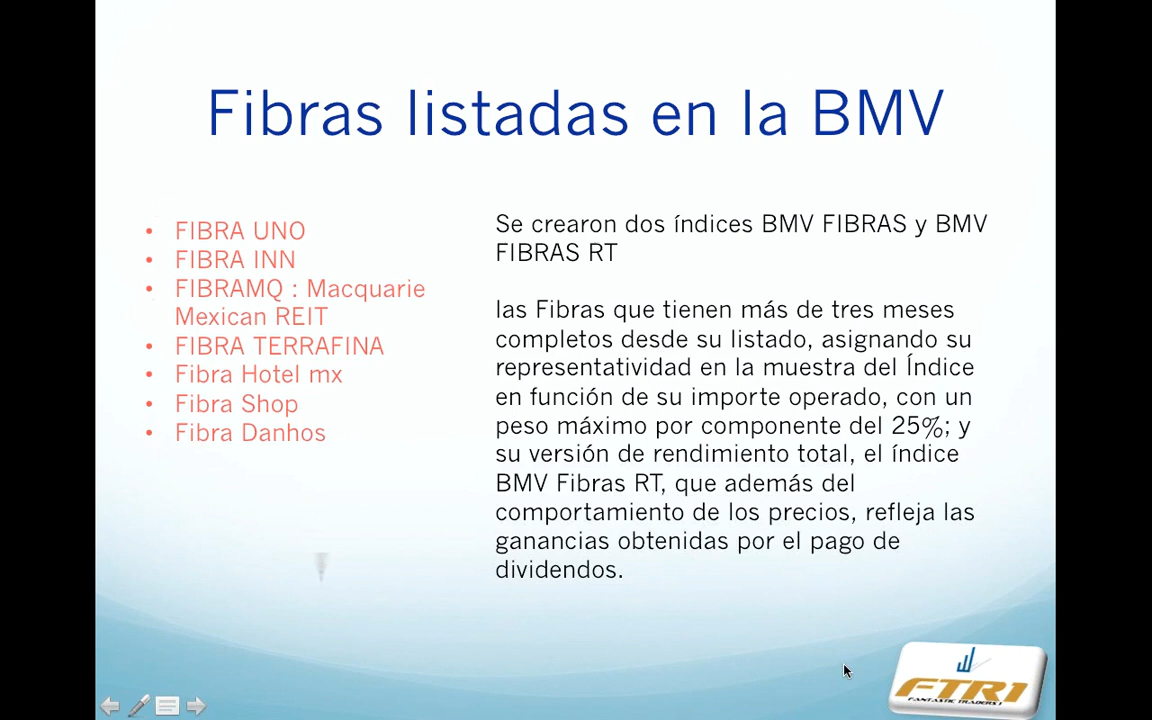 Fibras listadas en la BMV
• FIBRA UNO
• FIBRA INN
• FIBRAMQ : Macquarie
Mexican REIT
• FIBRA TERRAFINA
• Fibra Hotel mx
• Fibra Shop
• Fibra Danhos
Se crearon dos índices BMV FIBRAS y BMV
FIBRAS RT
las Fibras que tienen más de tres meses
completos desde su listado, asignando su
representatividad en la muestra del Índice
en función de su importe operado, con un
peso máximo por componente del 25%; y
su versión de rendimiento total, el índice
BMV Fibras RT, que además del
comportamiento de los precios, refleja las
ganancias obtenidas por el pago de
dividendos.
FTR1
FANTASTIC TRADERS 1